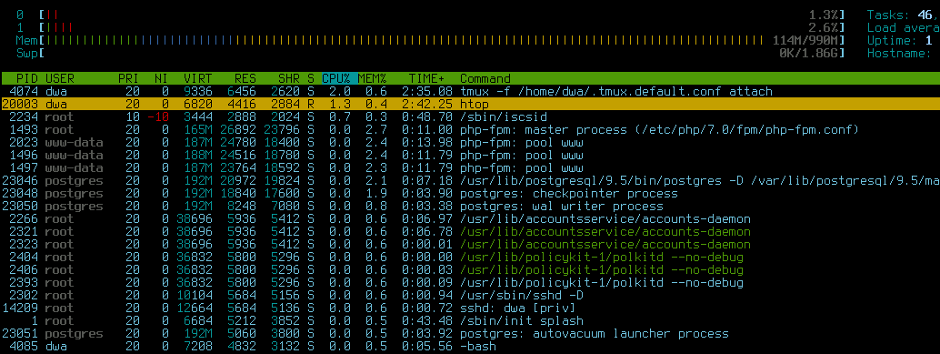 0 [|| 1.3%] Tasks: 46,
1 [|||| 2.6%] Load avera
Mem[|||||||||||||||||||||||||||||||||||||||||||||||||||||||||||||||||||||||||||||||||||||||||| 114M/990M] Uptime: 1
Swp[ 0K/1.86G] Hostname:
PID USER PRI NI VIRT RES SHR S CPU% MEM% TIME+ Command
4074 dwa 20 0 9336 6456 2620 S 2.0 0.6 2:35.08 tmux -f /home/dwa/.tmux.default.conf attach
20003 dwa 20 0 6820 4416 2884 R 1.3 0.4 2:42.25 htop
2234 root 10 -10 3444 2888 2024 S 0.7 0.3 0:48.70 /sbin/iscsid
1493 root 20 0 165M 26892 23796 S 0.0 2.7 0:11.00 php-fpm: master process (/etc/php/7.0/fpm/php-fpm.conf)
2023 www-data 20 0 187M 24780 18400 S 0.0 2.4 0:13.98 php-fpm: pool www
1496 www-data 20 0 188M 24516 18780 S 0.0 2.4 0:11.79 php-fpm: pool www
1497 www-data 20 0 187M 23764 18592 S 0.0 2.3 0:11.79 php-fpm: pool www
23046 postgres 20 0 192M 20972 19824 S 0.0 2.1 0:07.18 /usr/lib/postgresql/9.5/bin/postgres -D /var/lib/postgresql/9.5/ma
23048 postgres 20 0 192M 18840 17600 S 0.0 1.9 0:03.90 postgres: checkpointer process
23050 postgres 20 0 192M 8248 7080 S 0.0 0.8 0:03.38 postgres: wal writer process
2266 root 20 0 38696 5936 5412 S 0.0 0.6 0:06.97 /usr/lib/accountsservice/accounts-daemon
2321 root 20 0 38696 5936 5412 S 0.0 0.6 0:06.78 /usr/lib/accountsservice/accounts-daemon
2323 root 20 0 38696 5936 5412 S 0.0 0.6 0:00.01 /usr/lib/accountsservice/accounts-daemon
2404 root 20 0 36832 5800 5296 S 0.0 0.6 0:00.00 /usr/lib/policykit-1/polkitd --no-debug
2406 root 20 0 36832 5800 5296 S 0.0 0.6 0:00.03 /usr/lib/policykit-1/polkitd --no-debug
2393 root 20 0 36832 5800 5296 S 0.0 0.6 0:00.09 /usr/lib/policykit-1/polkitd --no-debug
2302 root 20 0 10104 5684 5156 S 0.0 0.6 0:00.94 /usr/sbin/sshd -D
14209 root 20 0 12664 5684 5136 S 0.0 0.6 0:00.72 sshd: dwa [priv]
1 root 20 0 6684 5212 3852 S 0.0 0.5 0:43.48 /sbin/init splash
23051 postgres 20 0 192M 5060 3800 S 0.0 0.5 0:03.92 postgres: autovacuum launcher process
4085 dwa 20 0 7208 4832 3132 S 0.0 0.5 0:05.56 -bash